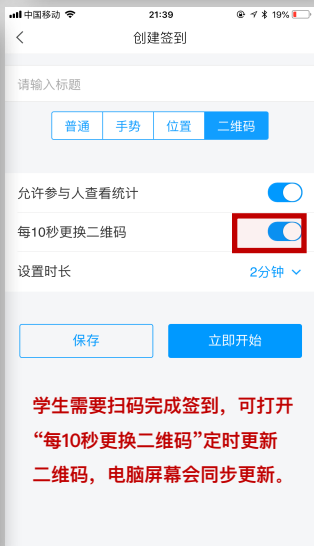 中国移动 21:39 19%
创建签到
请输入标题
普通 手势 位置 二维码
允许参与人查看统计
每10秒更换二维码
设置时长 2分钟
保存 立即开始
学生需要扫码完成签到，可打开
“每10秒更换二维码”定时更新
二维码，电脑屏幕会同步更新。